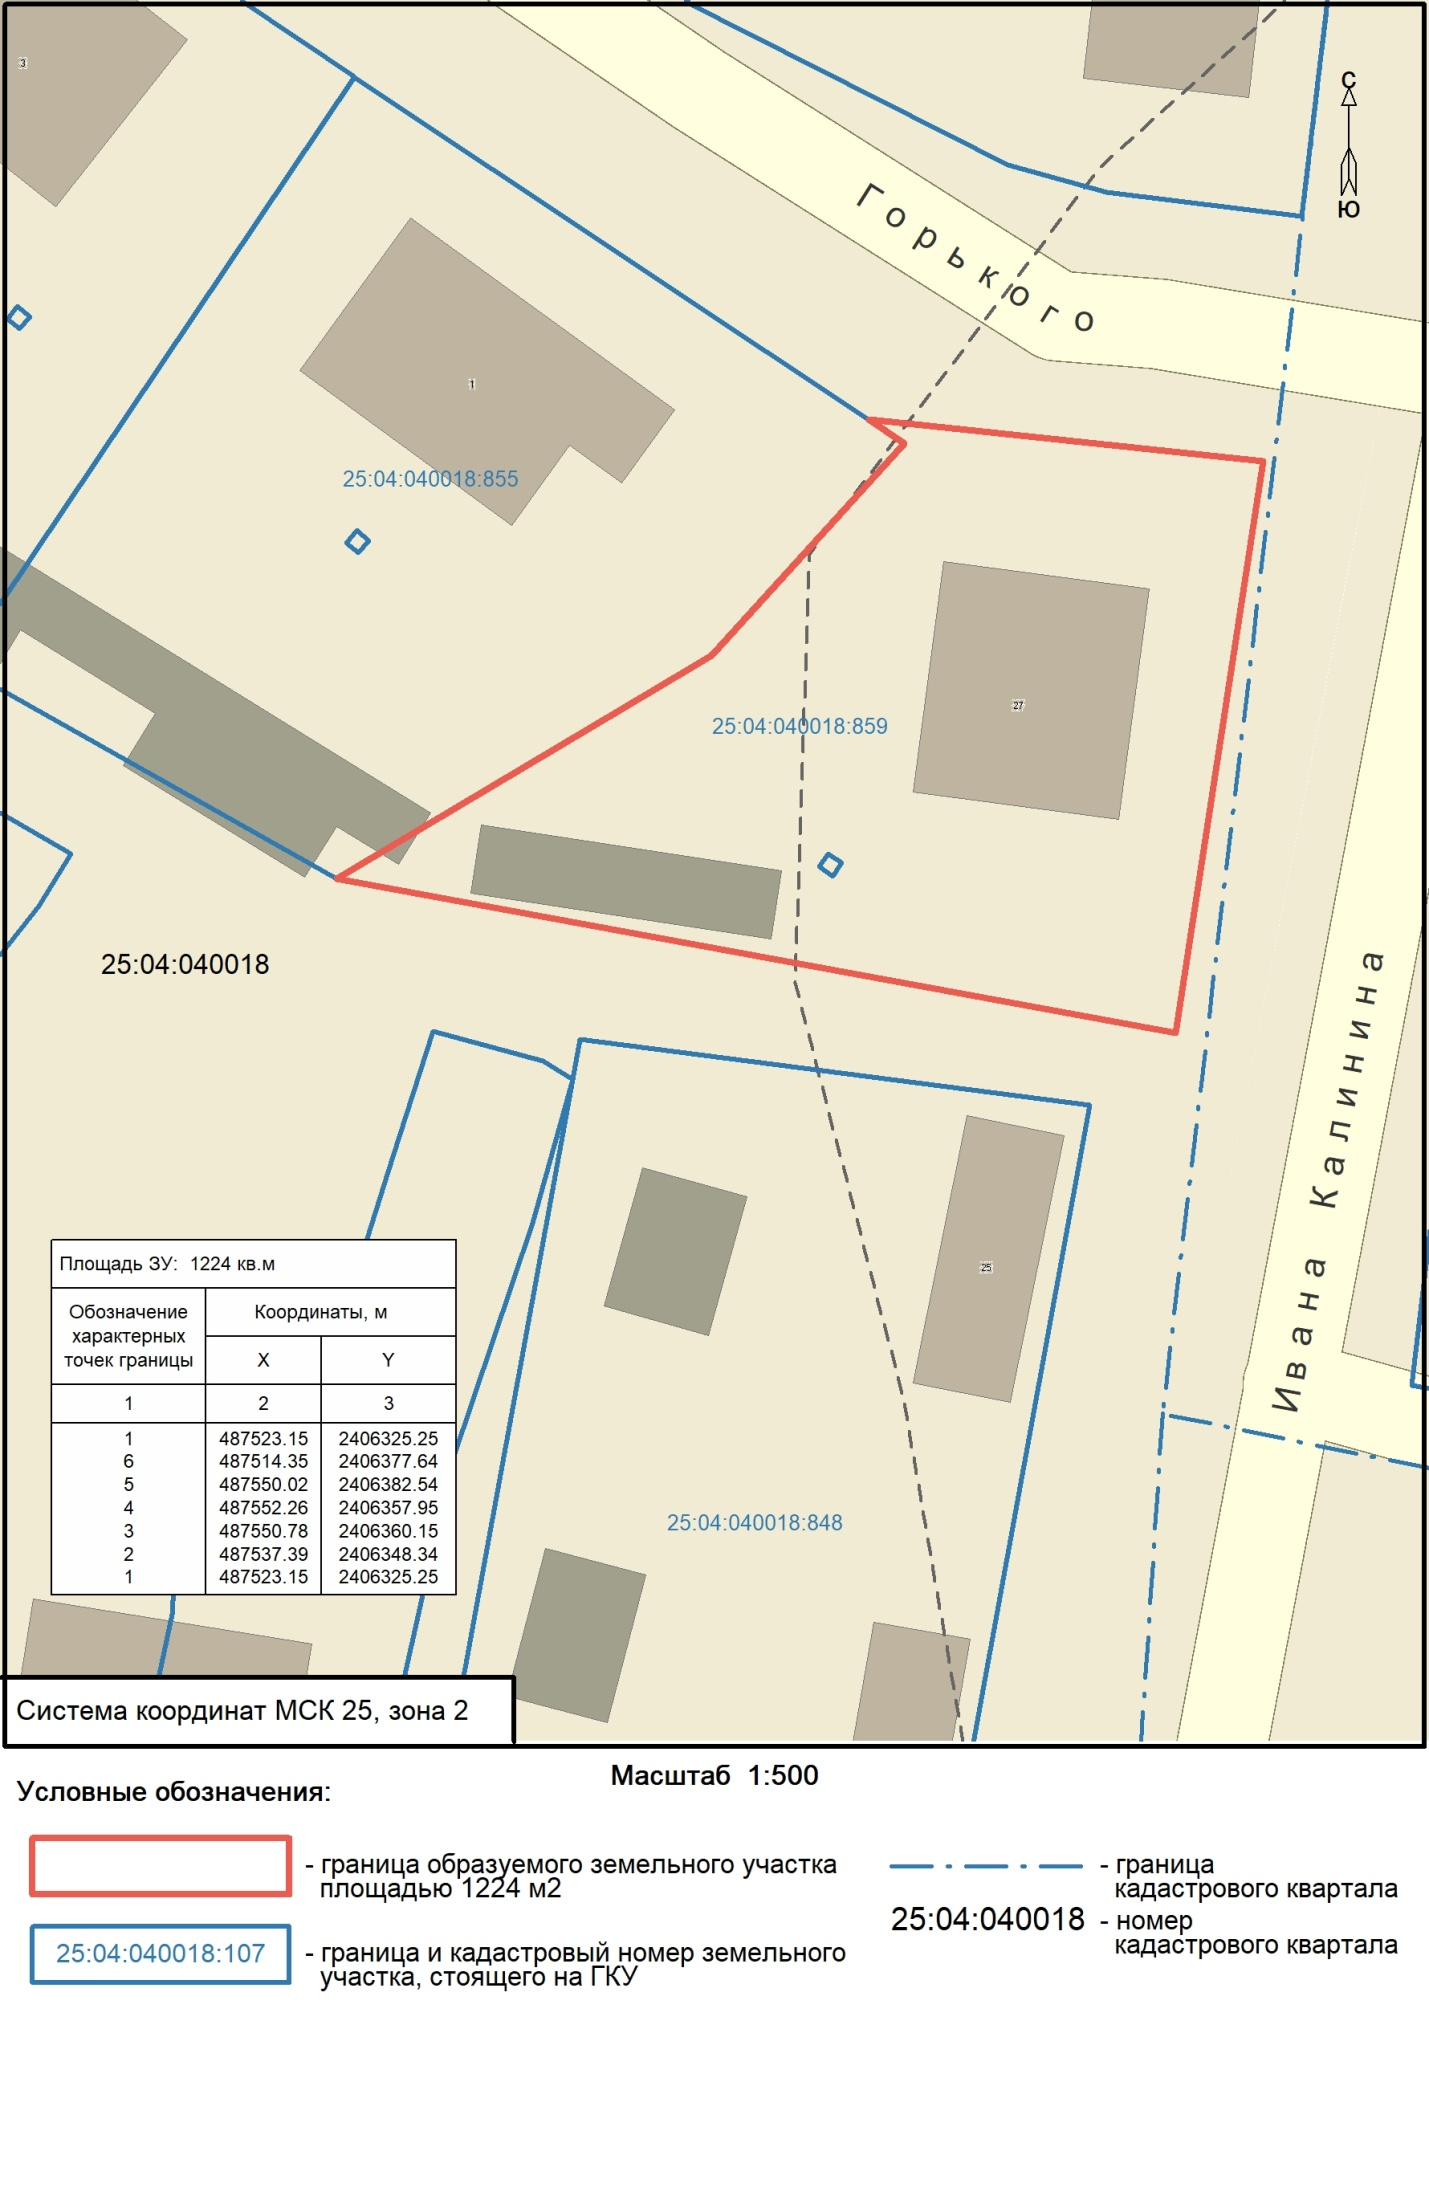 3
С
Ю
Горького
1
25:04:040018:855
27
25:04:040018:859
25:04:040018
Ивана Калинина
25
25:04:040018:848
Площадь ЗУ: 1224 кв.м
Обозначение характерных точек границы
Координаты, м
X Y
1 2 3
1 487523.15 2406325.25
6 487514.35 2406377.64
5 487550.02 2406382.54
4 487552.26 2406357.95
3 487550.78 2406360.15
2 487537.39 2406348.34
1 487523.15 2406325.25
Система координат МСК 25, зона 2
Масштаб 1:500
Условные обозначения:
- граница образуемого земельного участка
площадью 1224 м2
25:04:040018:107
- граница и кадастровый номер земельного
участка, стоящего на ГКУ
- граница
кадастрового квартала
25:04:040018
- номер
кадастрового квартала